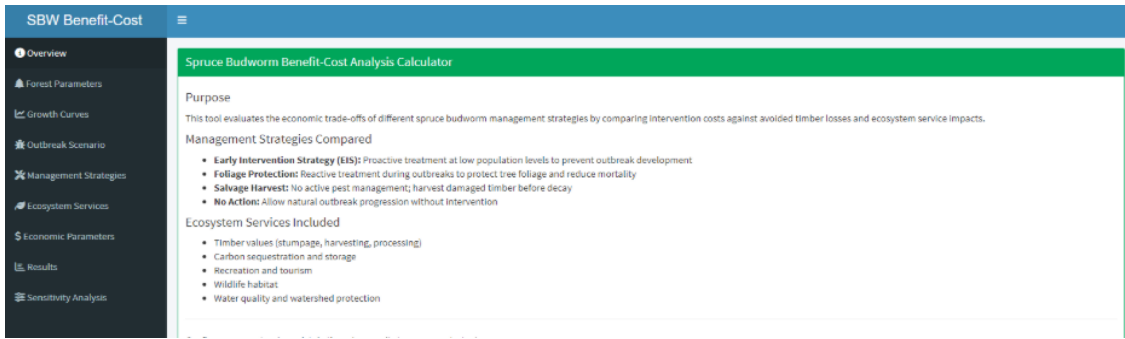 SBW Benefit-Cost
Overview
Forest Parameters
Growth Curves
Outbreak Scenario
Management Strategies
Ecosystem Services
Economic Parameters
Results
Sensitivity Analysis
Spruce Budworm Benefit-Cost Analysis Calculator
Purpose
This tool evaluates the economic trade-offs of different spruce budworm management strategies by comparing intervention costs against avoided timber losses and ecosystem service impacts.
Management Strategies Compared
Early Intervention Strategy (EIS): Proactive treatment at low population levels to prevent outbreak development
Foliage Protection: Reactive treatment during outbreaks to protect tree foliage and reduce mortality
Salvage Harvest: No active pest management; harvest damaged timber before decay
No Action: Allow natural outbreak progression without intervention
Ecosystem Services Included
Timber values (stumpage, harvesting, processing)
Carbon sequestration and storage
Recreation and tourism
Wildlife habitat
Water quality and watershed protection